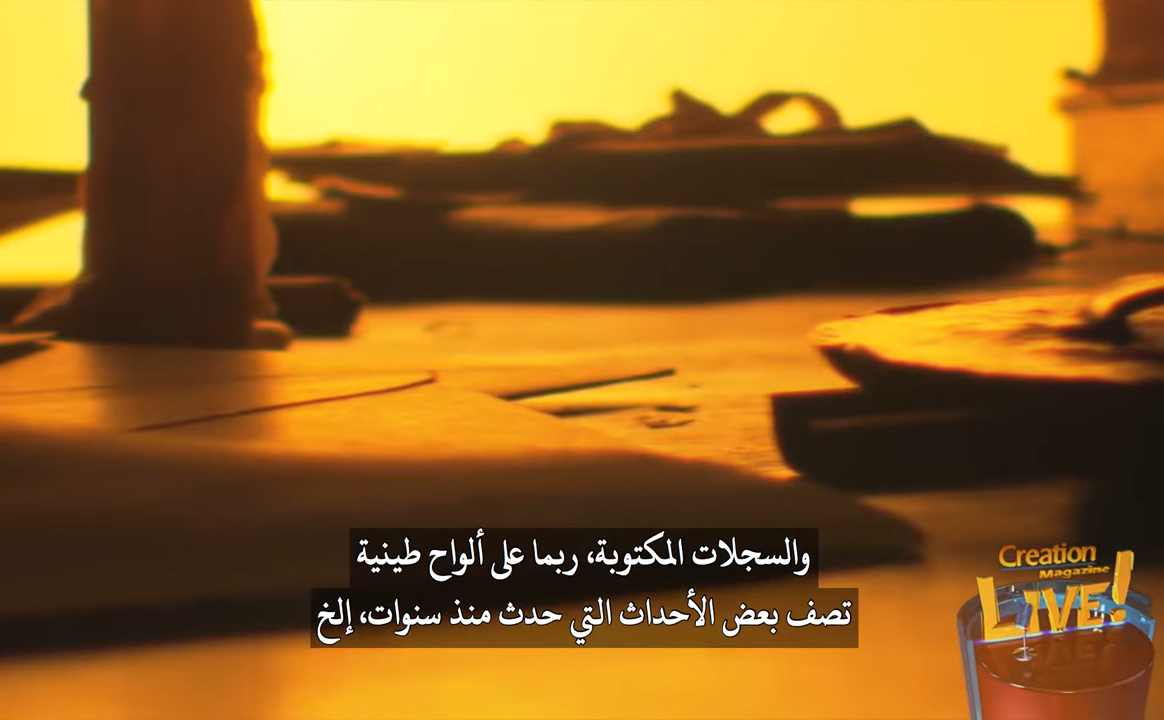 والسجلات المكتوبة، ربما على ألواح طينية
تصف بعض الأحداث التي حدث منذ سنوات، إلخ
Creation
Magazine
LIVE!